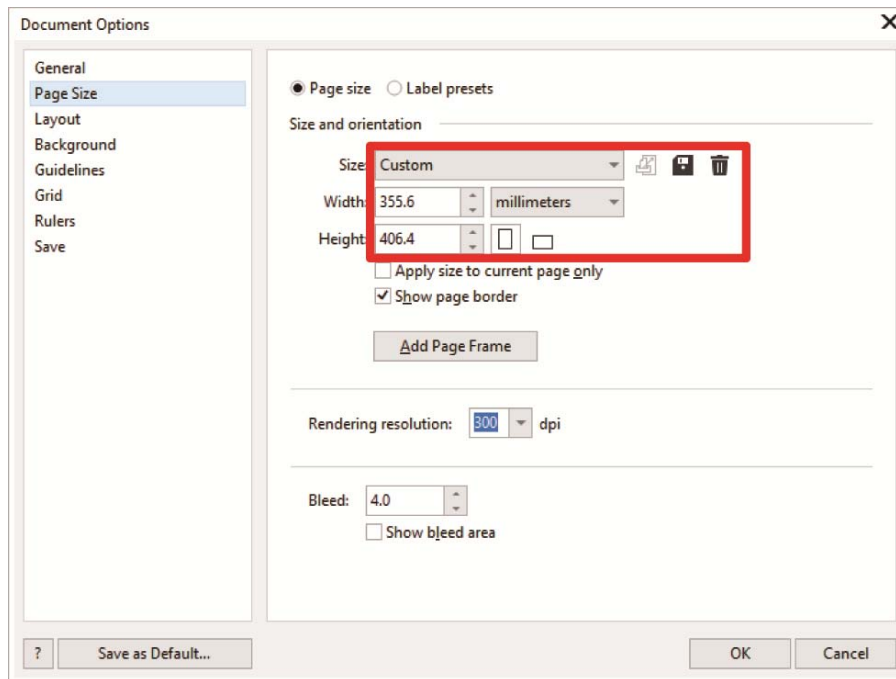 Document Options
General
Page Size
Layout
Background
Guidelines
Grid
Rulers
Save
Page size Label presets
Size and orientation
Size: Custom
Width: 355.6 millimeters
Height: 406.4
Apply size to current page only
Show page border
Add Page Frame
Rendering resolution: 300 dpi
Bleed: 4.0
Show bleed area
? Save as Default... OK Cancel